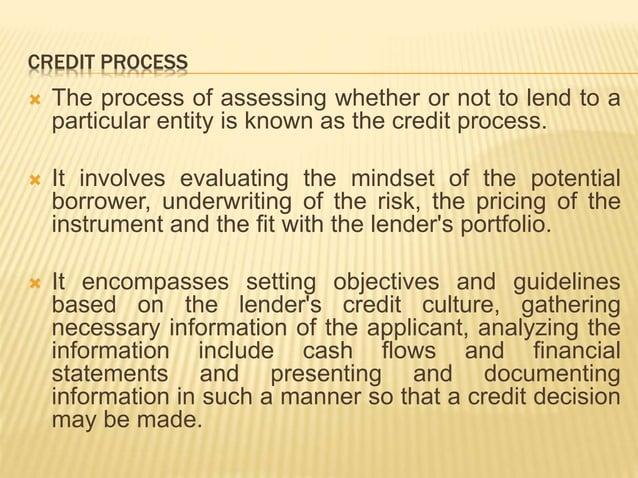 CREDIT PROCESS
The process of assessing whether or not to lend to a
particular entity is known as the credit process.
It involves evaluating the mindset of the potential
borrower, underwriting of the risk, the pricing of the
instrument and the fit with the lender's portfolio.
It encompasses setting objectives and guidelines
based on the lender's credit culture, gathering
necessary information of the applicant, analyzing the
information include cash flows and financial
statements and presenting and documenting
information in such a manner so that a credit decision
may be made.